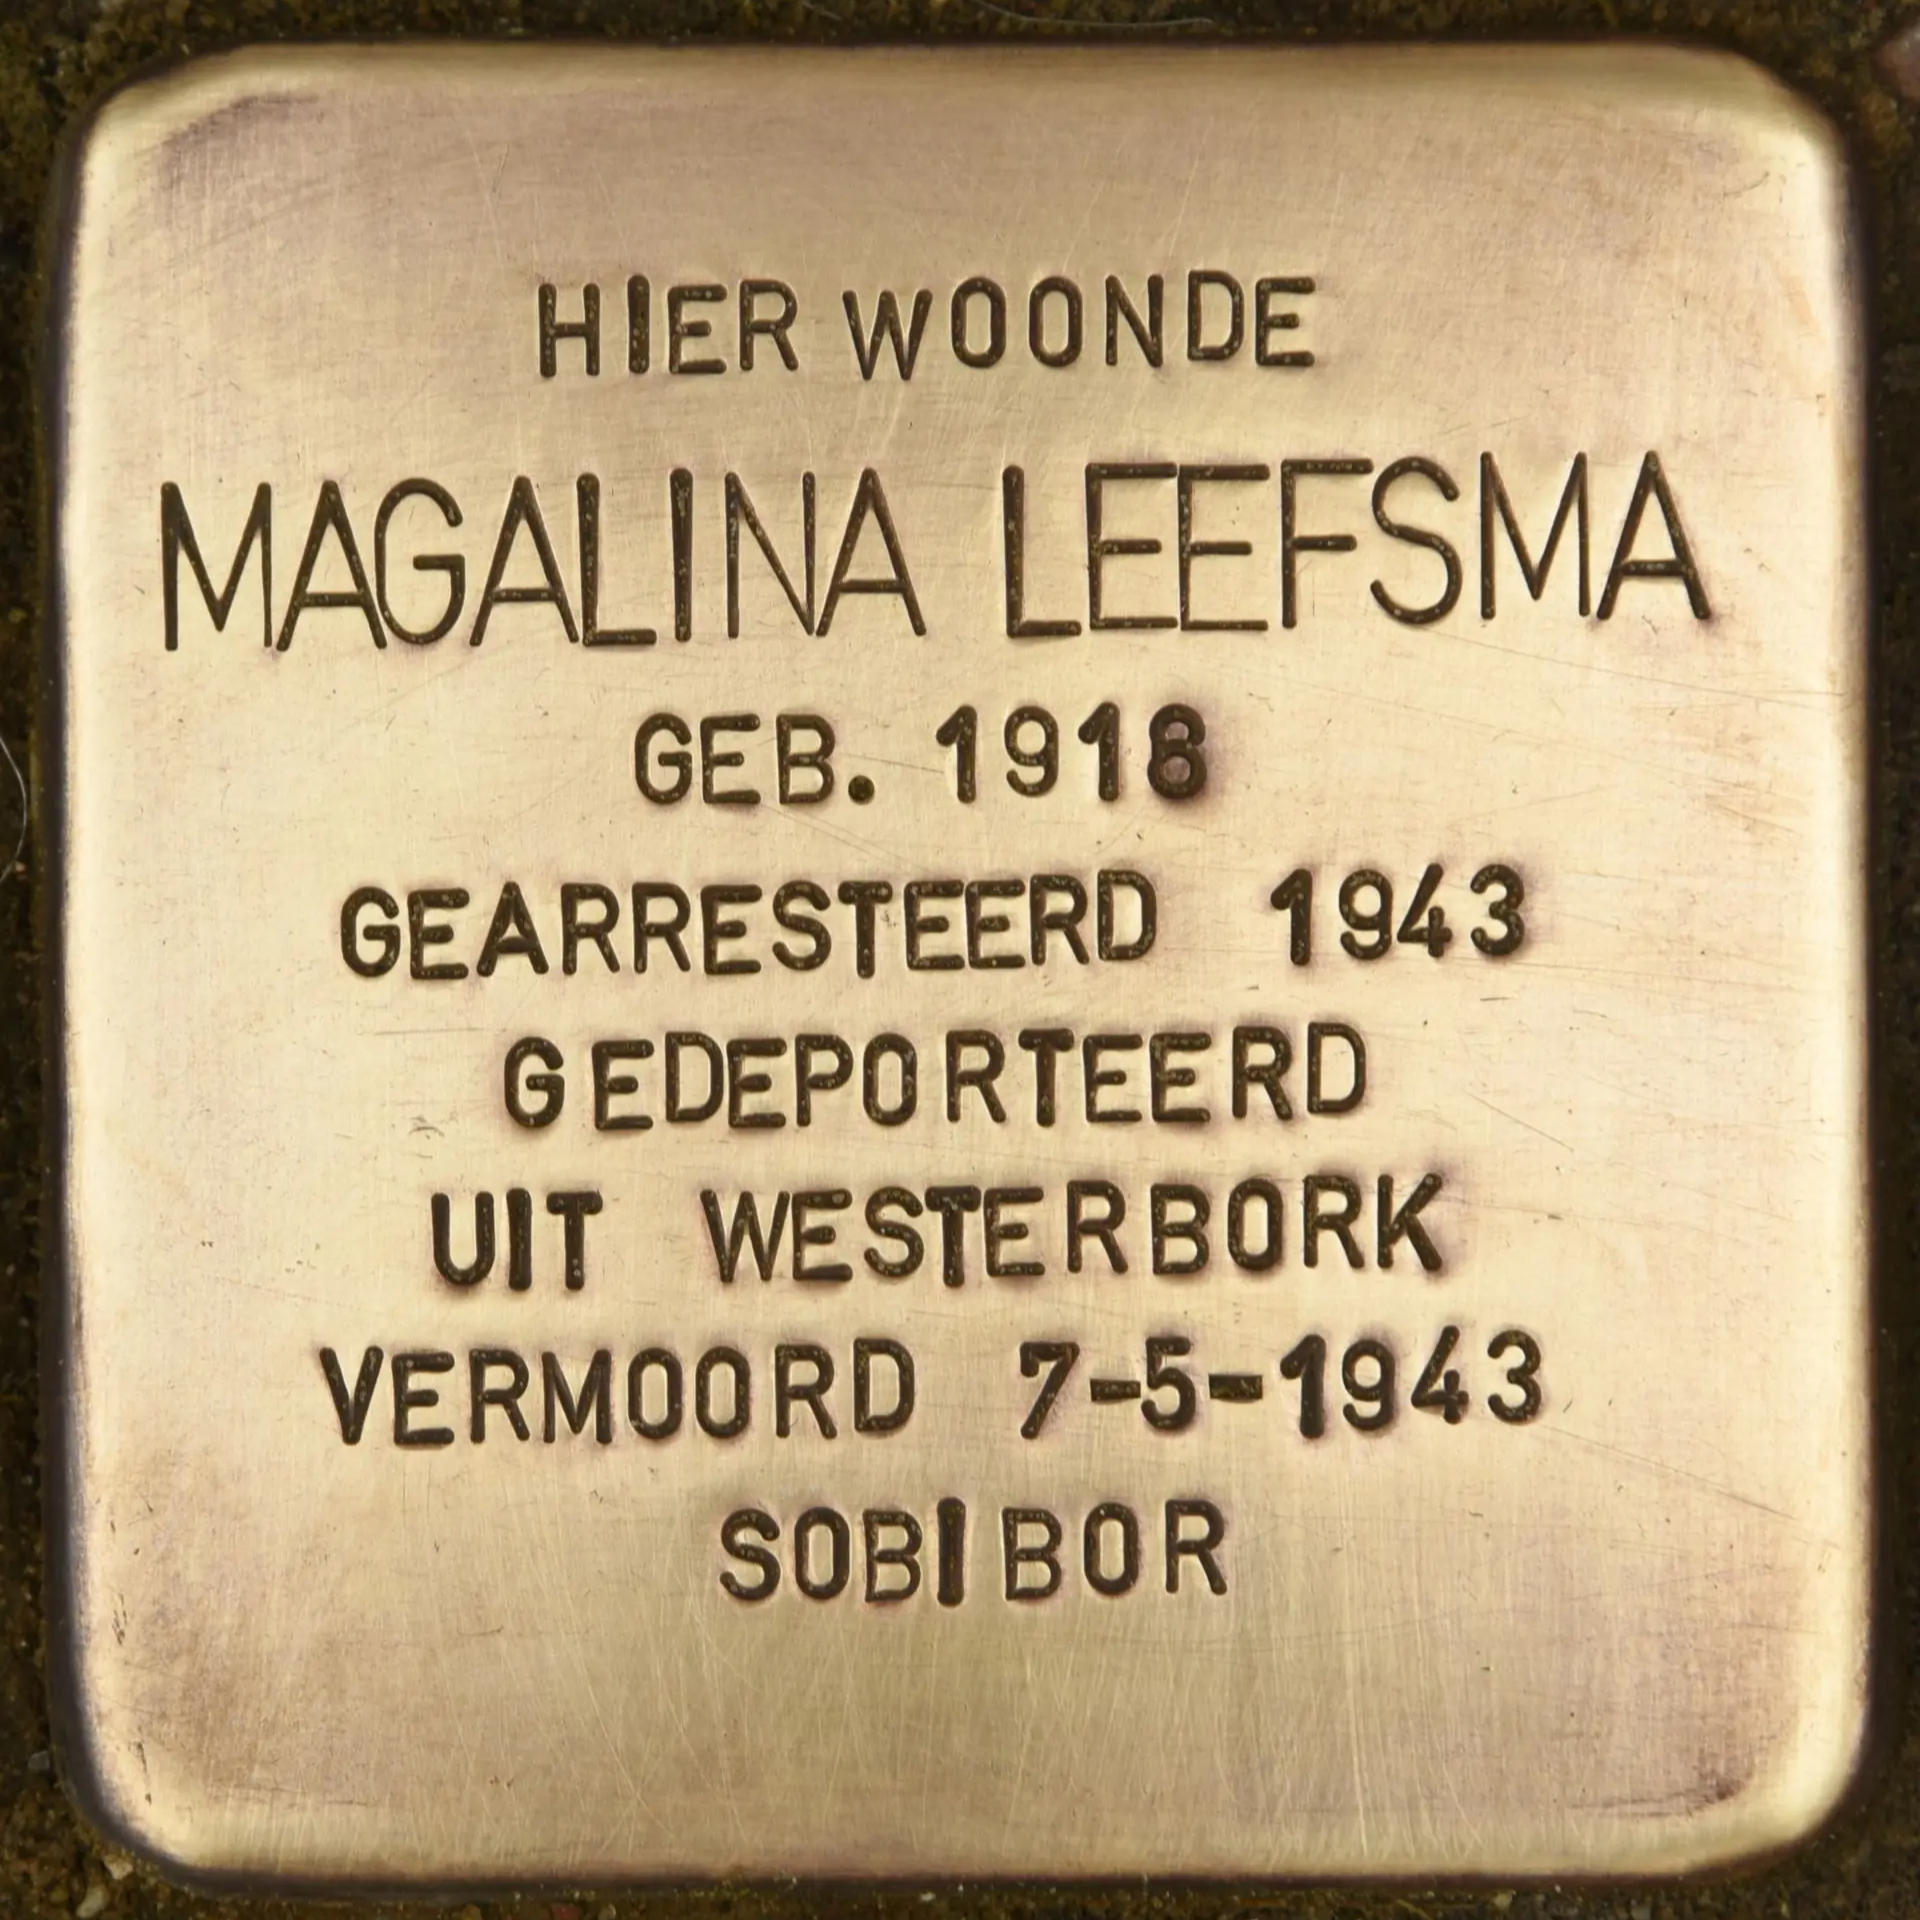 HIER WOONDE
MAGALINA LEEFSMA
GEB. 1918
GEARRESTEERD 1943
GEDEPORTEERD
UIT WESTERBORK
VERMOORD 7-5-1943
SOBIBOR